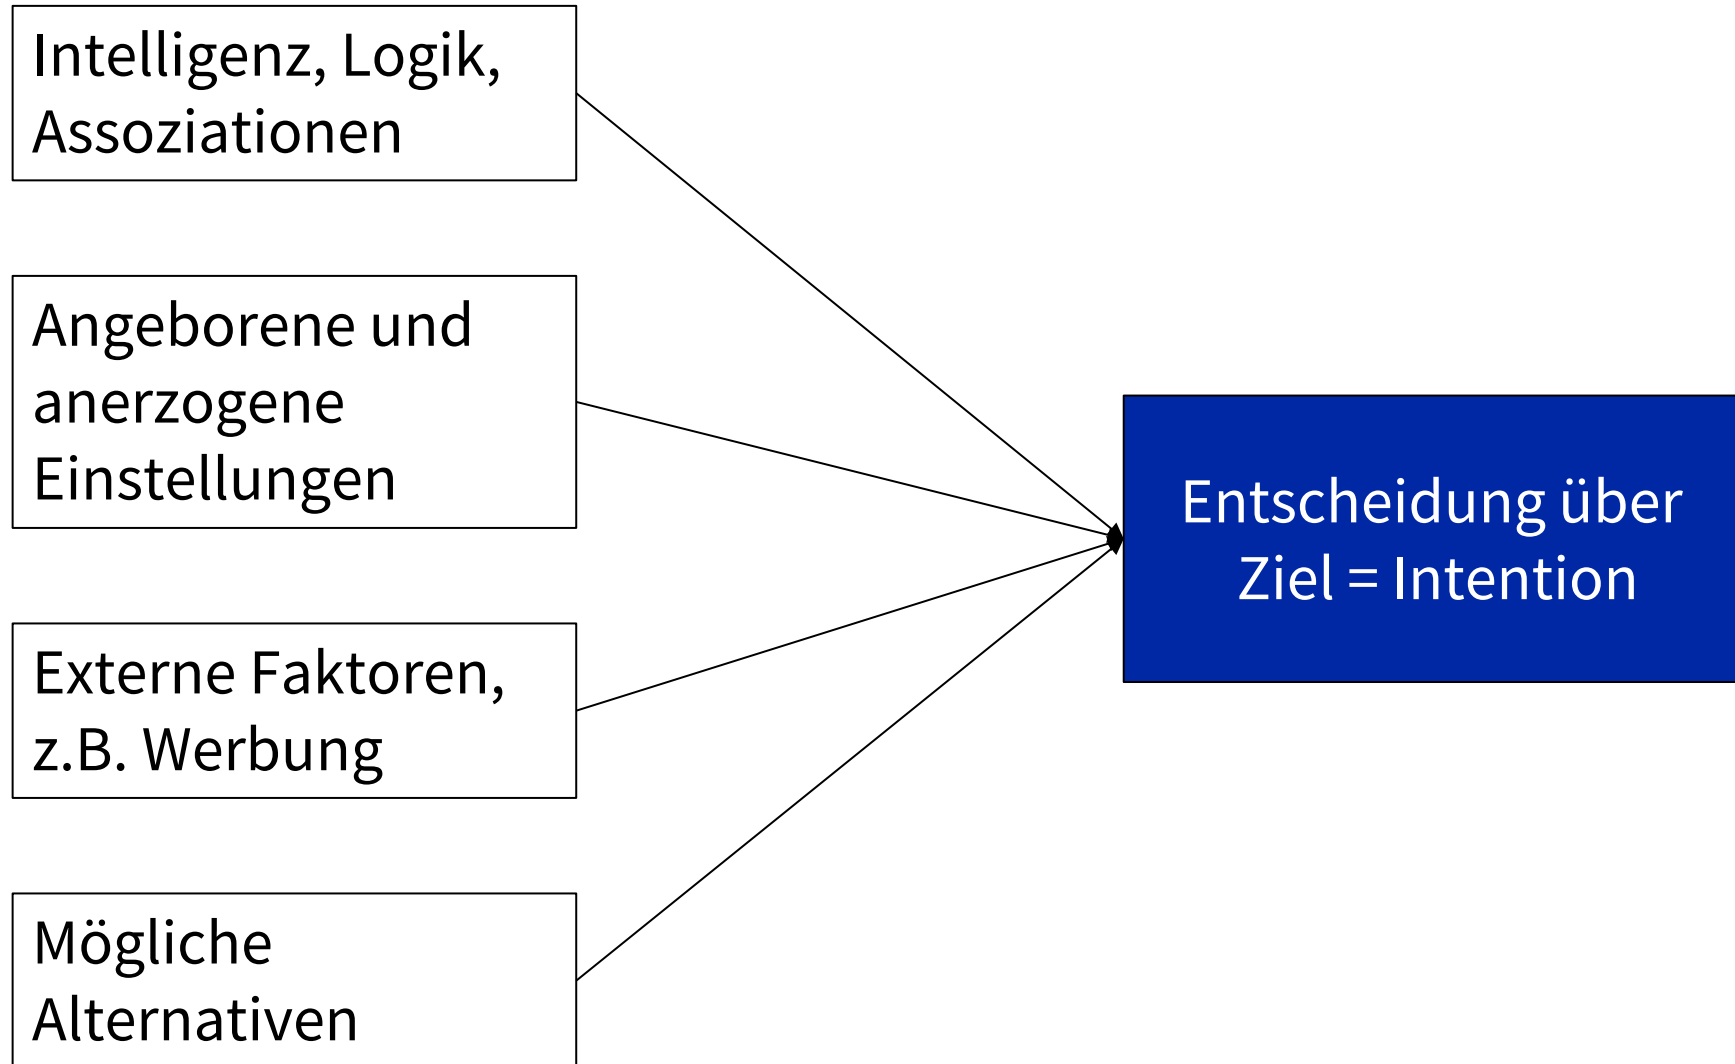 Intelligenz, Logik,
Assoziationen
Angeborene und
anerzogene
Einstellungen
Externe Faktoren,
z.B. Werbung
Mögliche
Alternativen
Entscheidung über
Ziel = Intention